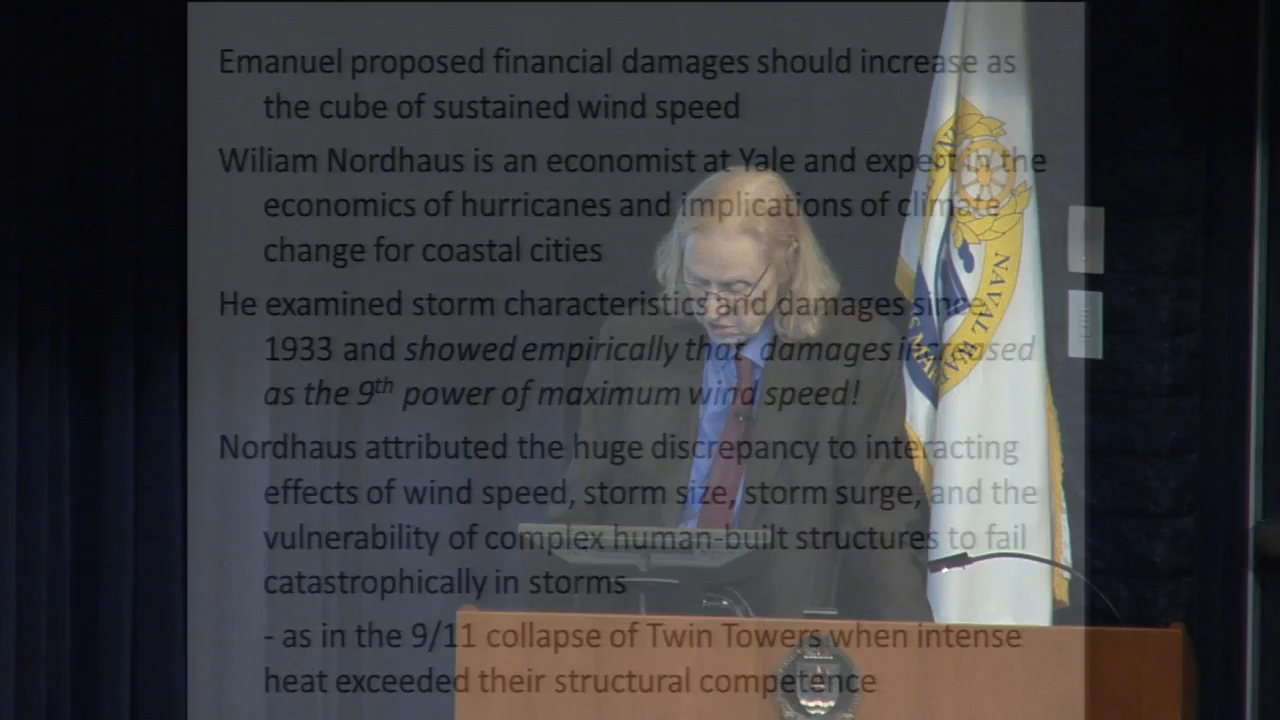 Emanuel proposed financial damages should increase as
the cube of sustained wind speed
Wiliam Nordhaus is an economist at Yale and expect in the
economics of hurricanes and implications of climate
change for coastal cities
He examined storm characteristics and damages since
1933 and showed empirically that damages increased
as the 9th power of maximum wind speed!
Nordhaus attributed the huge discrepancy to interacting
effects of wind speed, storm size, storm surge, and the
vulnerability of complex human-built structures to fail
catastrophically in storms
- as in the 9/11 collapse of Twin Towers when intense
heat exceeded their structural competence
NAVAL WAR